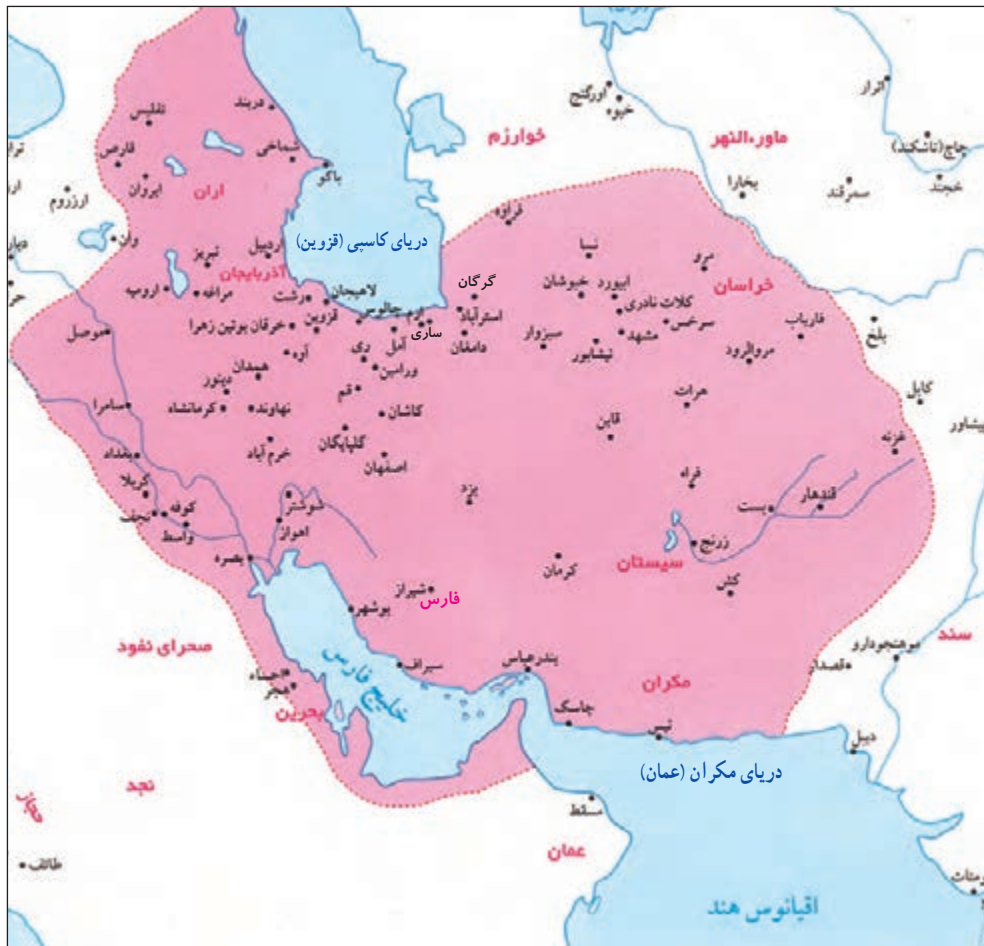 اورگنج
خیوه
اترار
تفلیس
دربند
قارص
شماخی
خوارزم
ماوراءالنهر
چاچ (تاشکند)
ایروان
اران
باکو
ارزروم
بخارا
سمرقند
خجند
فراوه
وان
تبریز
اردبیل
دریای کاسپی (قزوین)
نسا
مرو
آذربایجان
ارومیه
مراغه
رشت
لاهیجان
گرگان
خبوشان
ابیورد
خراسان
کلات نادری
موصل
خرقان بوئین زهرا
قزوین
چالوس
آمل
ساری
استرآباد
دامغان
سبزوار
نیشابور
مشهد
سرخس
فاریاب
بلخ
مروالرود
آوه
ری
ورامین
همدان
دینور
قم
کابل
هرات
سامرا
کرمانشاه
نهاوند
کاشان
گلپایگان
قاین
پیشاور
غزنه
بغداد
خرم آباد
اصفهان
کربلا
نجف
کوفه
واسط
شوشتر
اهواز
یزد
فراه
بست
قندهار
بصره
زرنج
کرمان
سیستان
کش
شیراز
فارس
بوشهر
سند
صحرای نفود
موهنجودارو
قصدار
خلیج فارس
سیراف
بندرعباس
مکران
احساء
هجر
بحرین
جاسک
تیس
دیبل
نجد
دریای مکران (عمان)
حجاز
مسقط
عمان
طائف
اقیانوس هند